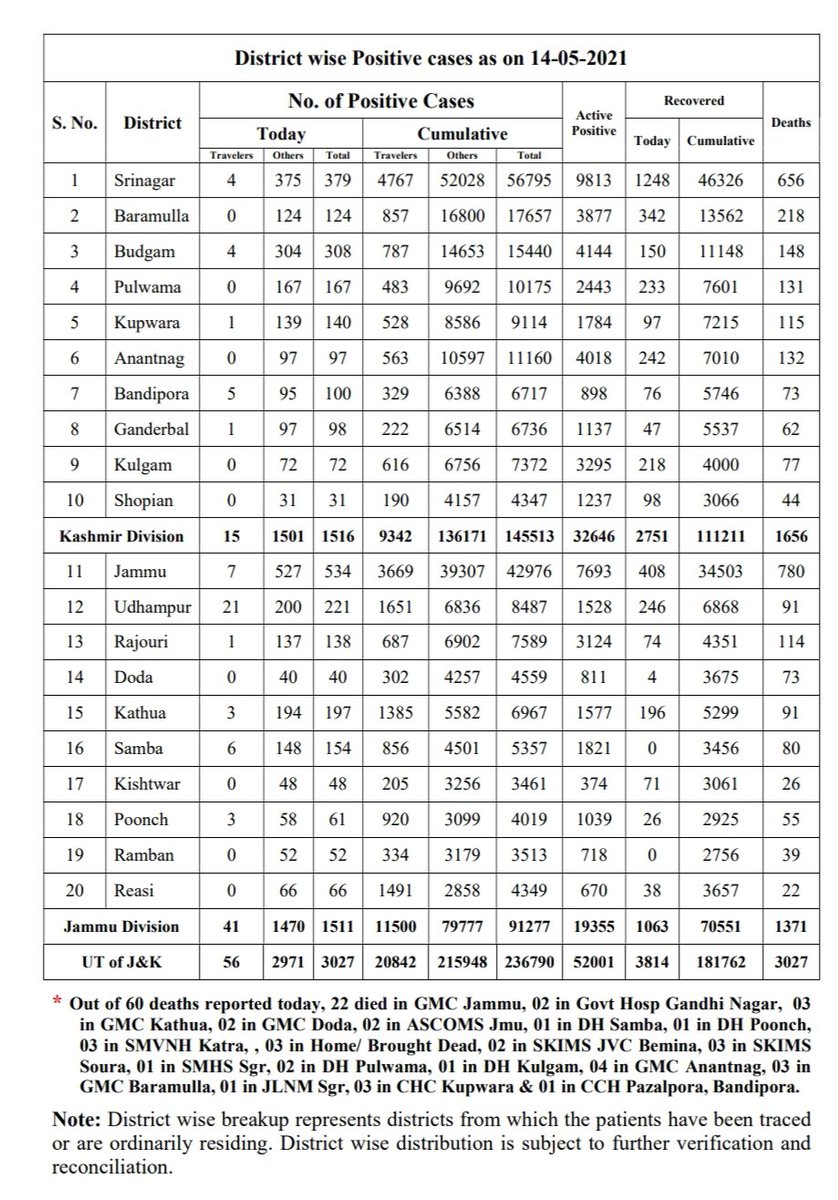 District wise Positive cases as on 14-05-2021
S. No. District No. of Positive Cases Active Positive Recovered Deaths
Today Cumulative Today Cumulative
Travelers Others Total Travelers Others Total
1 Srinagar 4 375 379 4767 52028 56795 9813 1248 46326 656
2 Baramulla 0 124 124 857 16800 17657 3877 342 13562 218
3 Budgam 4 304 308 787 14653 15440 4144 150 11148 148
4 Pulwama 0 167 167 483 9692 10175 2443 233 7601 131
5 Kupwara 1 139 140 528 8586 9114 1784 97 7215 115
6 Anantnag 0 97 97 563 10597 11160 4018 242 7010 132
7 Bandipora 5 95 100 329 6388 6717 898 76 5746 73
8 Ganderbal 1 97 98 222 6514 6736 1137 47 5537 62
9 Kulgam 0 72 72 616 6756 7372 3295 218 4000 77
10 Shopian 0 31 31 190 4157 4347 1237 98 3066 44
Kashmir Division 15 1501 1516 9342 136171 145513 32646 2751 111211 1656
11 Jammu 7 527 534 3669 39307 42976 7693 408 34503 780
12 Udhampur 21 200 221 1651 6836 8487 1528 246 6868 91
13 Rajouri 1 137 138 687 6902 7589 3124 74 4351 114
14 Doda 0 40 40 302 4257 4559 811 4 3675 73
15 Kathua 3 194 197 1385 5582 6967 1577 196 5299 91
16 Samba 6 148 154 856 4501 5357 1821 0 3456 80
17 Kishtwar 0 48 48 205 3256 3461 374 71 3061 26
18 Poonch 3 58 61 920 3099 4019 1039 26 2925 55
19 Ramban 0 52 52 334 3179 3513 718 0 2756 39
20 Reasi 0 66 66 1491 2858 4349 670 38 3657 22
Jammu Division 41 1470 1511 11500 79777 91277 19355 1063 70551 1371
UT of J&K 56 2971 3027 20842 215948 236790 52001 3814 181762 3027
* Out of 60 deaths reported today, 22 died in GMC Jammu, 02 in Govt Hosp Gandhi Nagar, 03
in GMC Kathua, 02 in GMC Doda, 02 in ASCOMS Jmu, 01 in DH Samba, 01 in DH Poonch,
03 in SMVNH Katra, , 03 in Home/ Brought Dead, 02 in SKIMS JVC Bemina, 03 in SKIMS
Soura, 01 in SMHS Sgr, 02 in DH Pulwama, 01 in DH Kulgam, 04 in GMC Anantnag, 03 in
GMC Baramulla, 01 in JLNM Sgr, 03 in CHC Kupwara & 01 in CCH Pazalpora, Bandipora.
Note: District wise breakup represents districts from which the patients have been traced
or are ordinarily residing. District wise distribution is subject to further verification and
reconciliation.